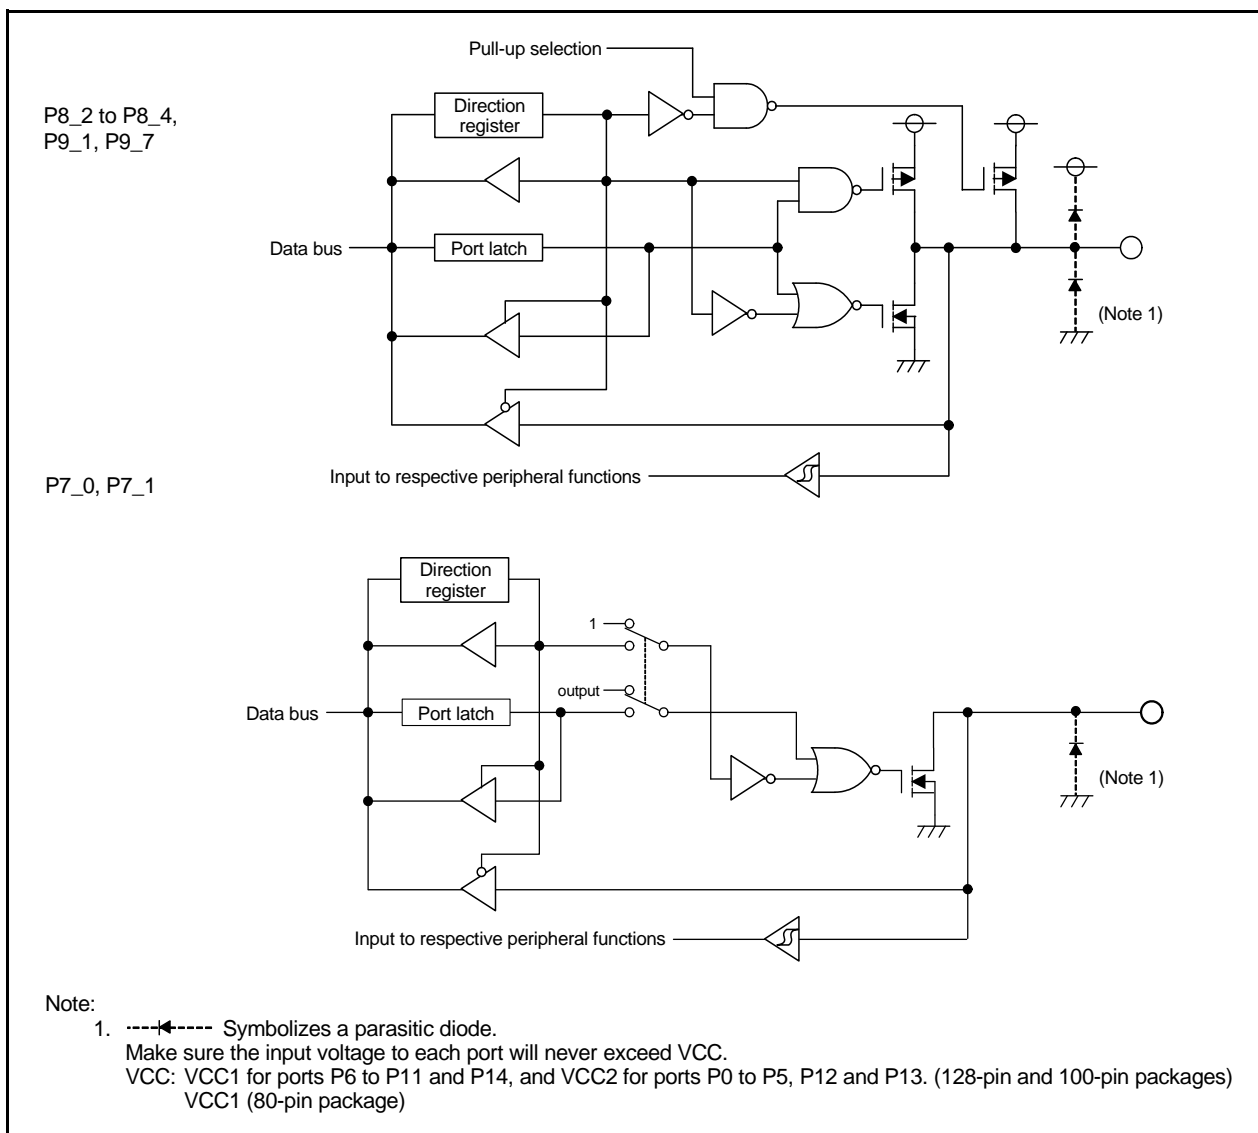 Pull-up selection
P8_2 to P8_4,
P9_1, P9_7
Direction
register
Data bus
Port latch
(Note 1)
Input to respective peripheral functions
P7_0, P7_1
Direction
register
1
output
Data bus
Port latch
(Note 1)
Input to respective peripheral functions
Note:
1. Symbolizes a parasitic diode.
Make sure the input voltage to each port will never exceed VCC.
VCC: VCC1 for ports P6 to P11 and P14, and VCC2 for ports P0 to P5, P12 and P13. (128-pin and 100-pin packages)
VCC1 (80-pin package)